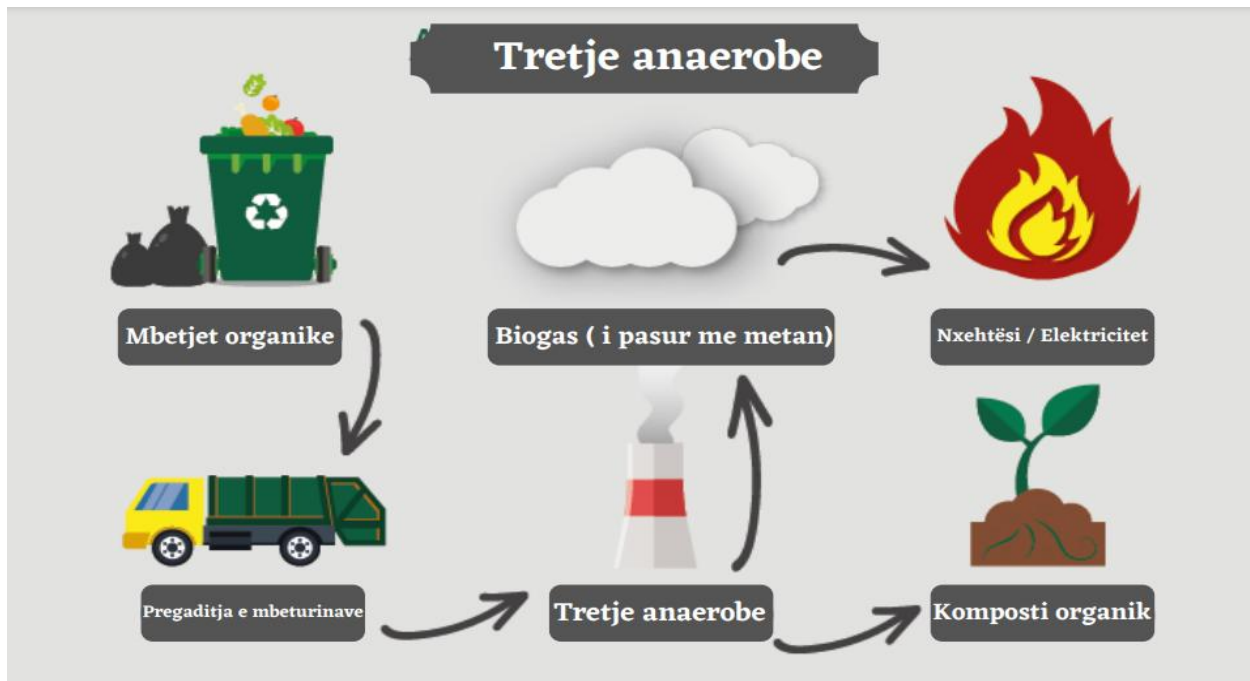 Tretje anaerobe
Mbetjet organike
Biogas ( i pasur me metan)
Nxehtësi / Elektricitet
Pregaditja e mbeturinave
Tretje anaerobe
Komposti organik